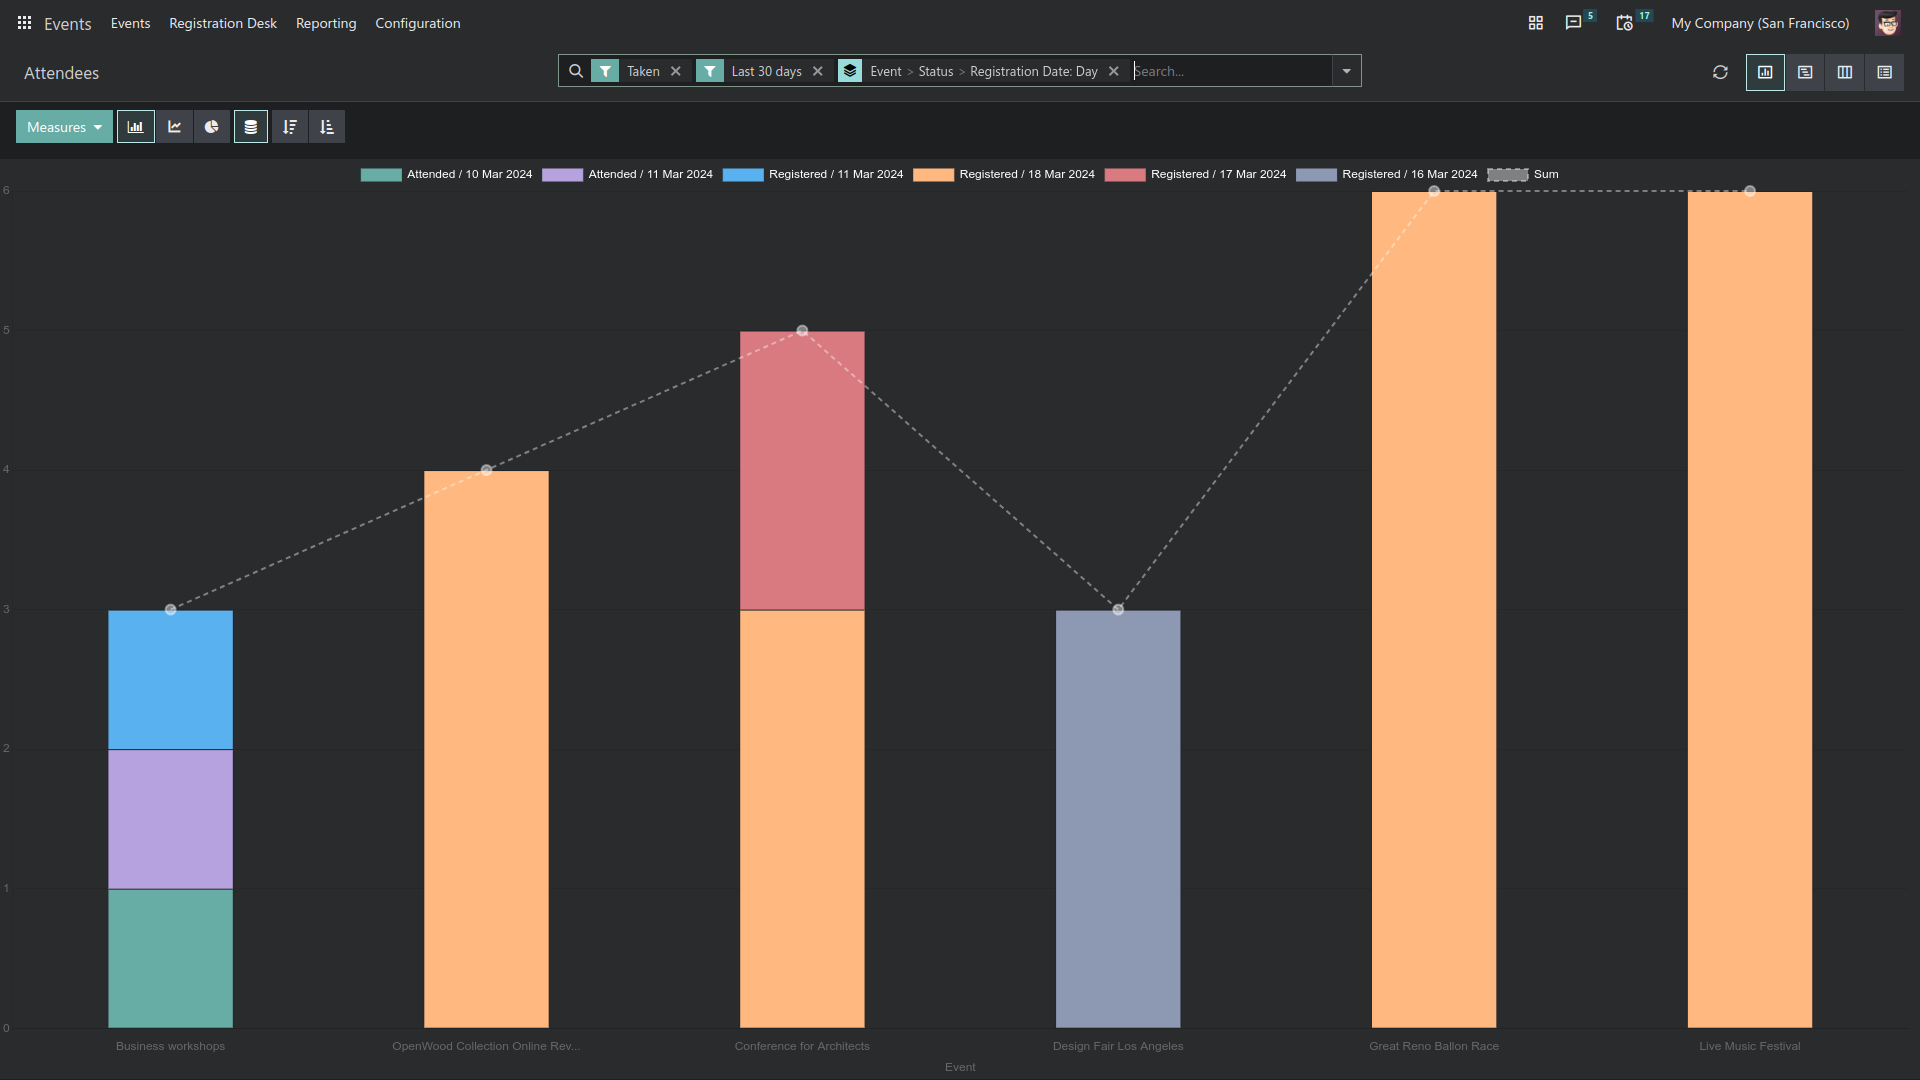 Events Events Registration Desk Reporting Configuration 5 17 My Company (San Francisco)
Attendees Taken Last 30 days Event > Status > Registration Date: Day Search...
Measures
Attended / 10 Mar 2024 Attended / 11 Mar 2024 Registered / 11 Mar 2024 Registered / 18 Mar 2024 Registered / 17 Mar 2024 Registered / 16 Mar 2024 Sum
6
5
4
3
2
1
0
Business workshops OpenWood Collection Online Rev... Conference for Architects Design Fair Los Angeles Great Reno Ballon Race Live Music Festival
Event